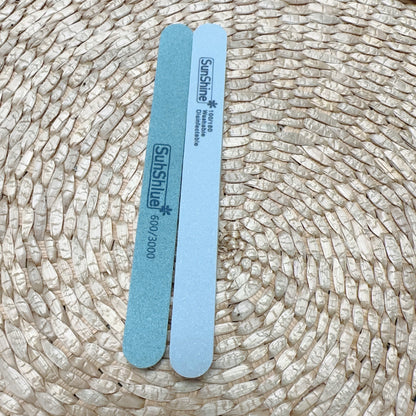 SunShine
600/3000
SunShine
100/180
Washable
Disinfectable